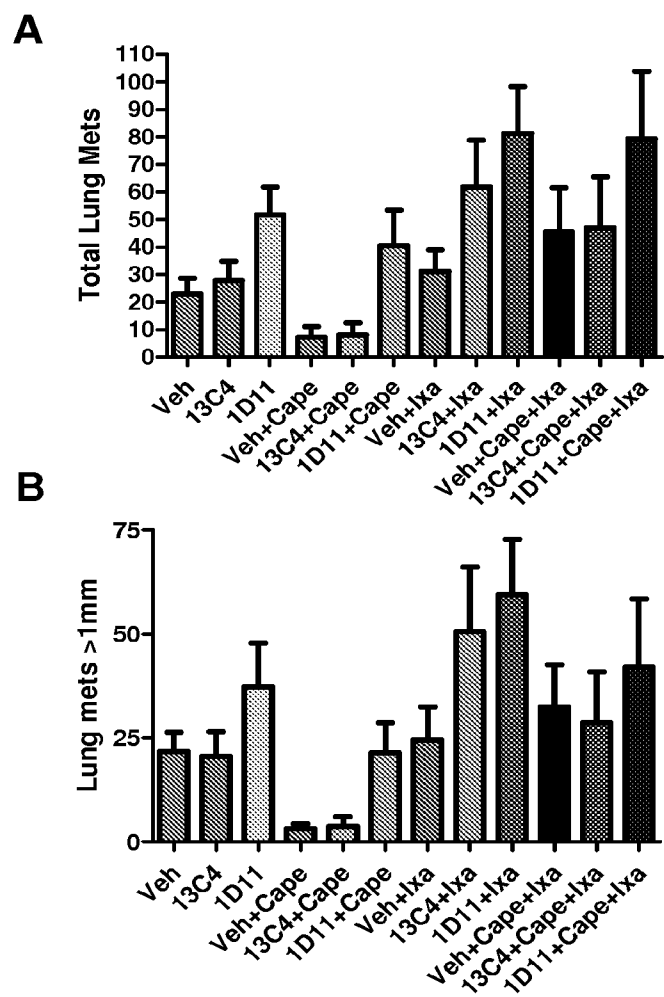 A
Total Lung Mets
110
100
90
80
70
60
50
40
30
20
10
0
Veh
13C4
1D11
Veh+Cape
13C4+Cape
1D11+Cape
Veh+Ixa
13C4+Ixa
1D11+Ixa
Veh+Cape+Ixa
13C4+Cape+Ixa
1D11+Cape+Ixa
B
Lung mets >1mm
75
50
25
0
Veh
13C4
1D11
Veh+Cape
13C4+Cape
1D11+Cape
Veh+Ixa
13C4+Ixa
1D11+Ixa
Veh+Cape+Ixa
13C4+Cape+Ixa
1D11+Cape+Ixa